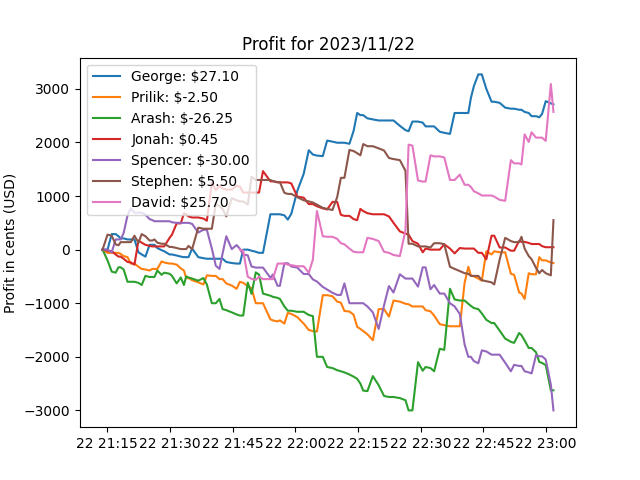 Profit for 2023/11/22
Profit in cents (USD)
3000
2000
1000
0
−1000
−2000
−3000
George: $27.10
Prilik: $-2.50
Arash: $-26.25
Jonah: $0.45
Spencer: $-30.00
Stephen: $5.50
David: $25.70
22 21:15 22 21:30 22 21:45 22 22:00 22 22:15 22 22:30 22 22:45 22 23:00